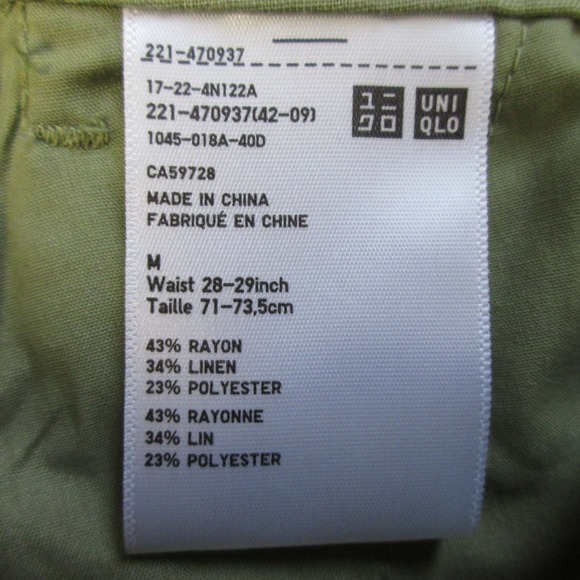 221-470937
17-22-4N122A
221-470937(42-09)
1045-018A-40D
ユニ
クロ
UNI
QLO
CA59728
MADE IN CHINA
FABRIQUÉ EN CHINE
M
Waist 28-29inch
Taille 71-73,5cm
43% RAYON
34% LINEN
23% POLYESTER
43% RAYONNE
34% LIN
23% POLYESTER